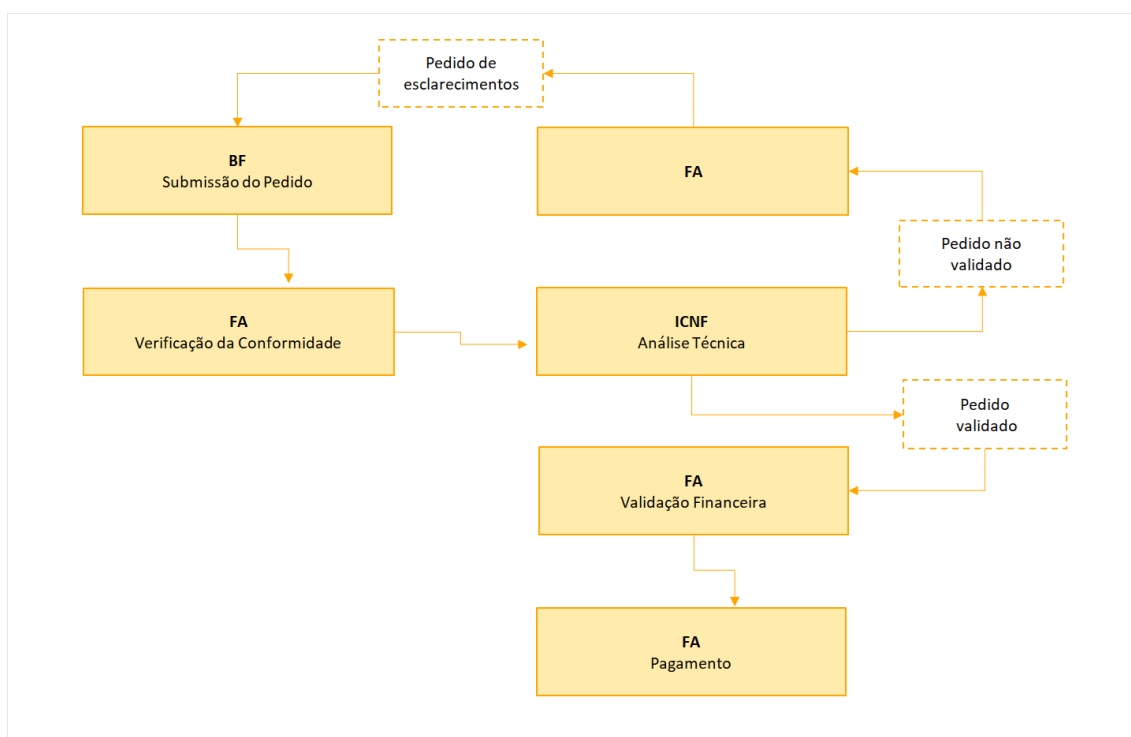 Pedido de
esclarecimentos
BF
Submissão do Pedido
FA
Pedido não
validado
FA
Verificação da Conformidade
ICNF
Análise Técnica
Pedido
validado
FA
Validação Financeira
FA
Pagamento